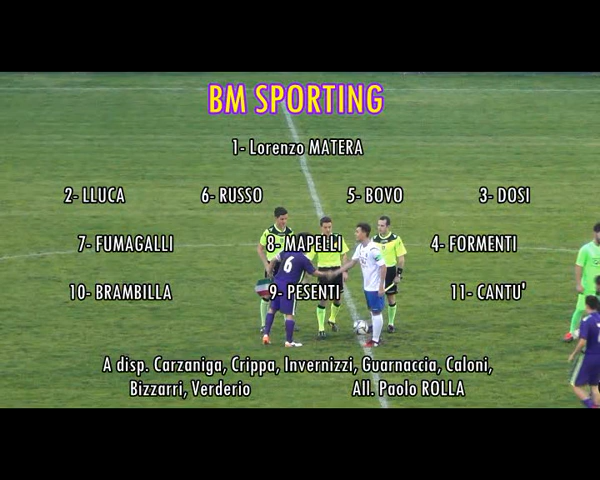 BM SPORTING
1- Lorenzo MATERA
2- LLUCA 6- RUSSO 5- BOVO 3- DOSI
7- FUMAGALLI 8- MAPELLI 4- FORMENTI
6
10- BRAMBILLA 9- PESENTI 11- CANTU'
A disp. Carzaniga, Crippa, Invernizzi, Guarnaccia, Caloni,
Bizzarri, Verderio All. Paolo ROLLA